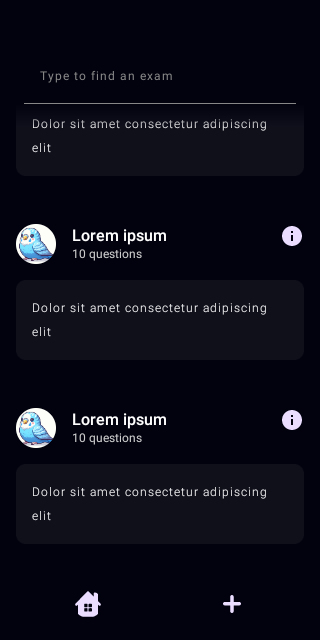 Type to find an exam
Dolor sit amet consectetur adipiscing
elit
Lorem ipsum
10 questions
Dolor sit amet consectetur adipiscing
elit
Lorem ipsum
10 questions
Dolor sit amet consectetur adipiscing
elit